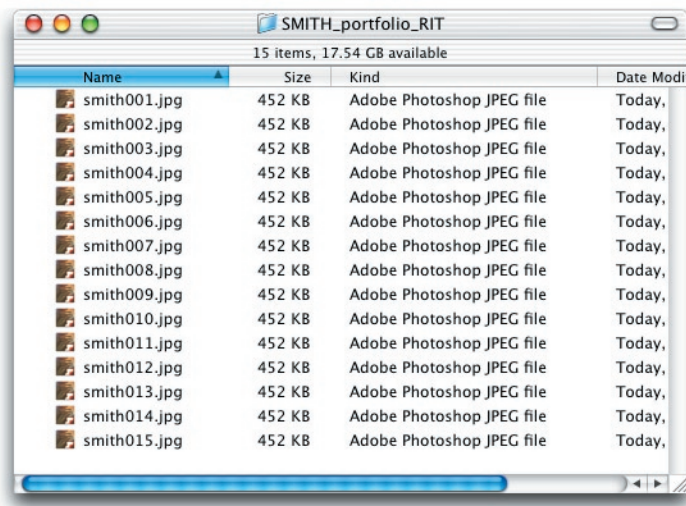 SMITH_portfolio_RIT
15 items, 17.54 GB available
Name Size Kind Date Modi
smith001.jpg 452 KB Adobe Photoshop JPEG file Today,
smith002.jpg 452 KB Adobe Photoshop JPEG file Today,
smith003.jpg 452 KB Adobe Photoshop JPEG file Today,
smith004.jpg 452 KB Adobe Photoshop JPEG file Today,
smith005.jpg 452 KB Adobe Photoshop JPEG file Today,
smith006.jpg 452 KB Adobe Photoshop JPEG file Today,
smith007.jpg 452 KB Adobe Photoshop JPEG file Today,
smith008.jpg 452 KB Adobe Photoshop JPEG file Today,
smith009.jpg 452 KB Adobe Photoshop JPEG file Today,
smith010.jpg 452 KB Adobe Photoshop JPEG file Today,
smith011.jpg 452 KB Adobe Photoshop JPEG file Today,
smith012.jpg 452 KB Adobe Photoshop JPEG file Today,
smith013.jpg 452 KB Adobe Photoshop JPEG file Today,
smith014.jpg 452 KB Adobe Photoshop JPEG file Today,
smith015.jpg 452 KB Adobe Photoshop JPEG file Today,